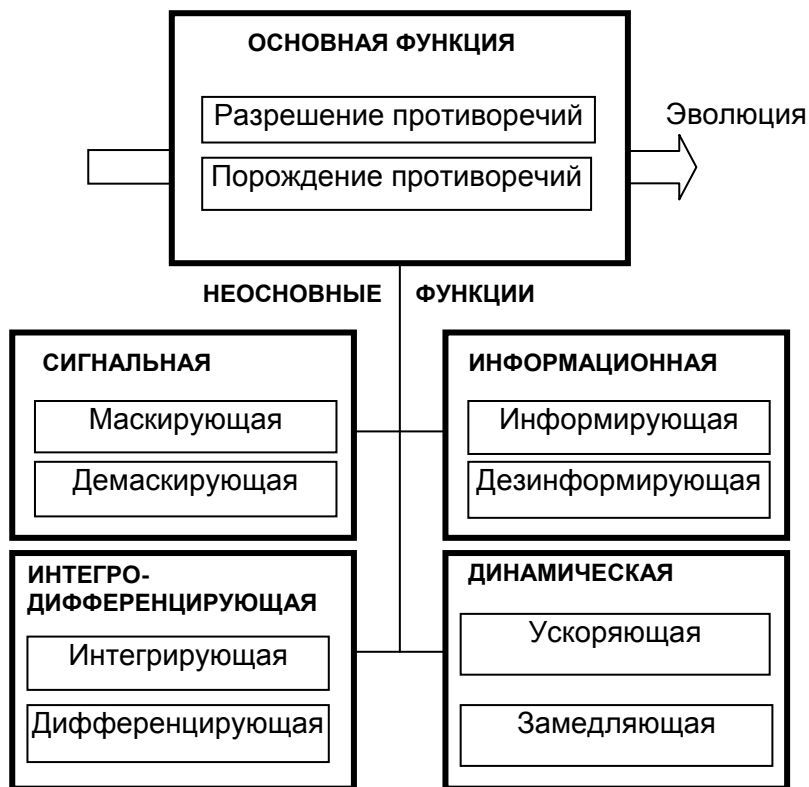 ОСНОВНАЯ ФУНКЦИЯ
Разрешение противоречий
Эволюция
Порождение противоречий
НЕОСНОВНЫЕ ФУНКЦИИ
СИГНАЛЬНАЯ
Маскирующая
Демаскирующая
ИНФОРМАЦИОННАЯ
Информирующая
Дезинформирующая
ИНТЕГРО-
ДИФФЕРЕНЦИРУЮЩАЯ
Интегрирующая
Дифференцирующая
ДИНАМИЧЕСКАЯ
Ускоряющая
Замедляющая